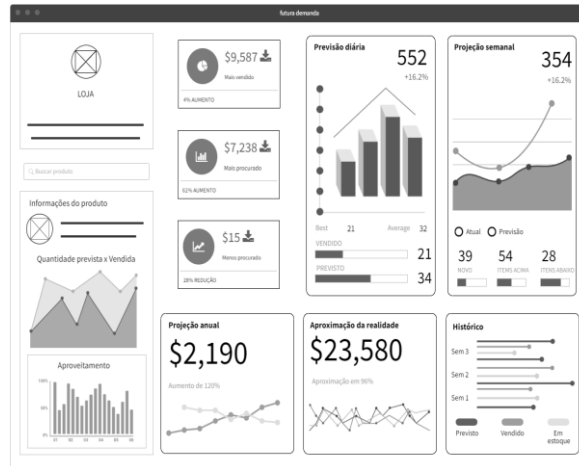 futura demanda
LOJA
Buscar produto
Informações do produto
Quantidade prevista x Vendida
Aproveitamento
100%
50%
0%
$9,587
Mais vendido
4% AUMENTO
$7,238
Mais procurado
61% AUMENTO
$15
Menos procurado
28% REDUÇÃO
Previsão diária
552
+16.2%
Best 21 Average 32
VENDIDO
21
PREVISTO
34
Projeção semanal
354
+16.2%
Atual Previsão
39 54 28
NOVO ITEMS ACIMA ITENS ABAIXO
Projeção anual
$2,190
Aumento de 120%
Aproximação da realidade
$23,580
Aproximação em 96%
Histórico
Sem 3
Sem 2
Sem 1
Previsto Vendido Em
estoque